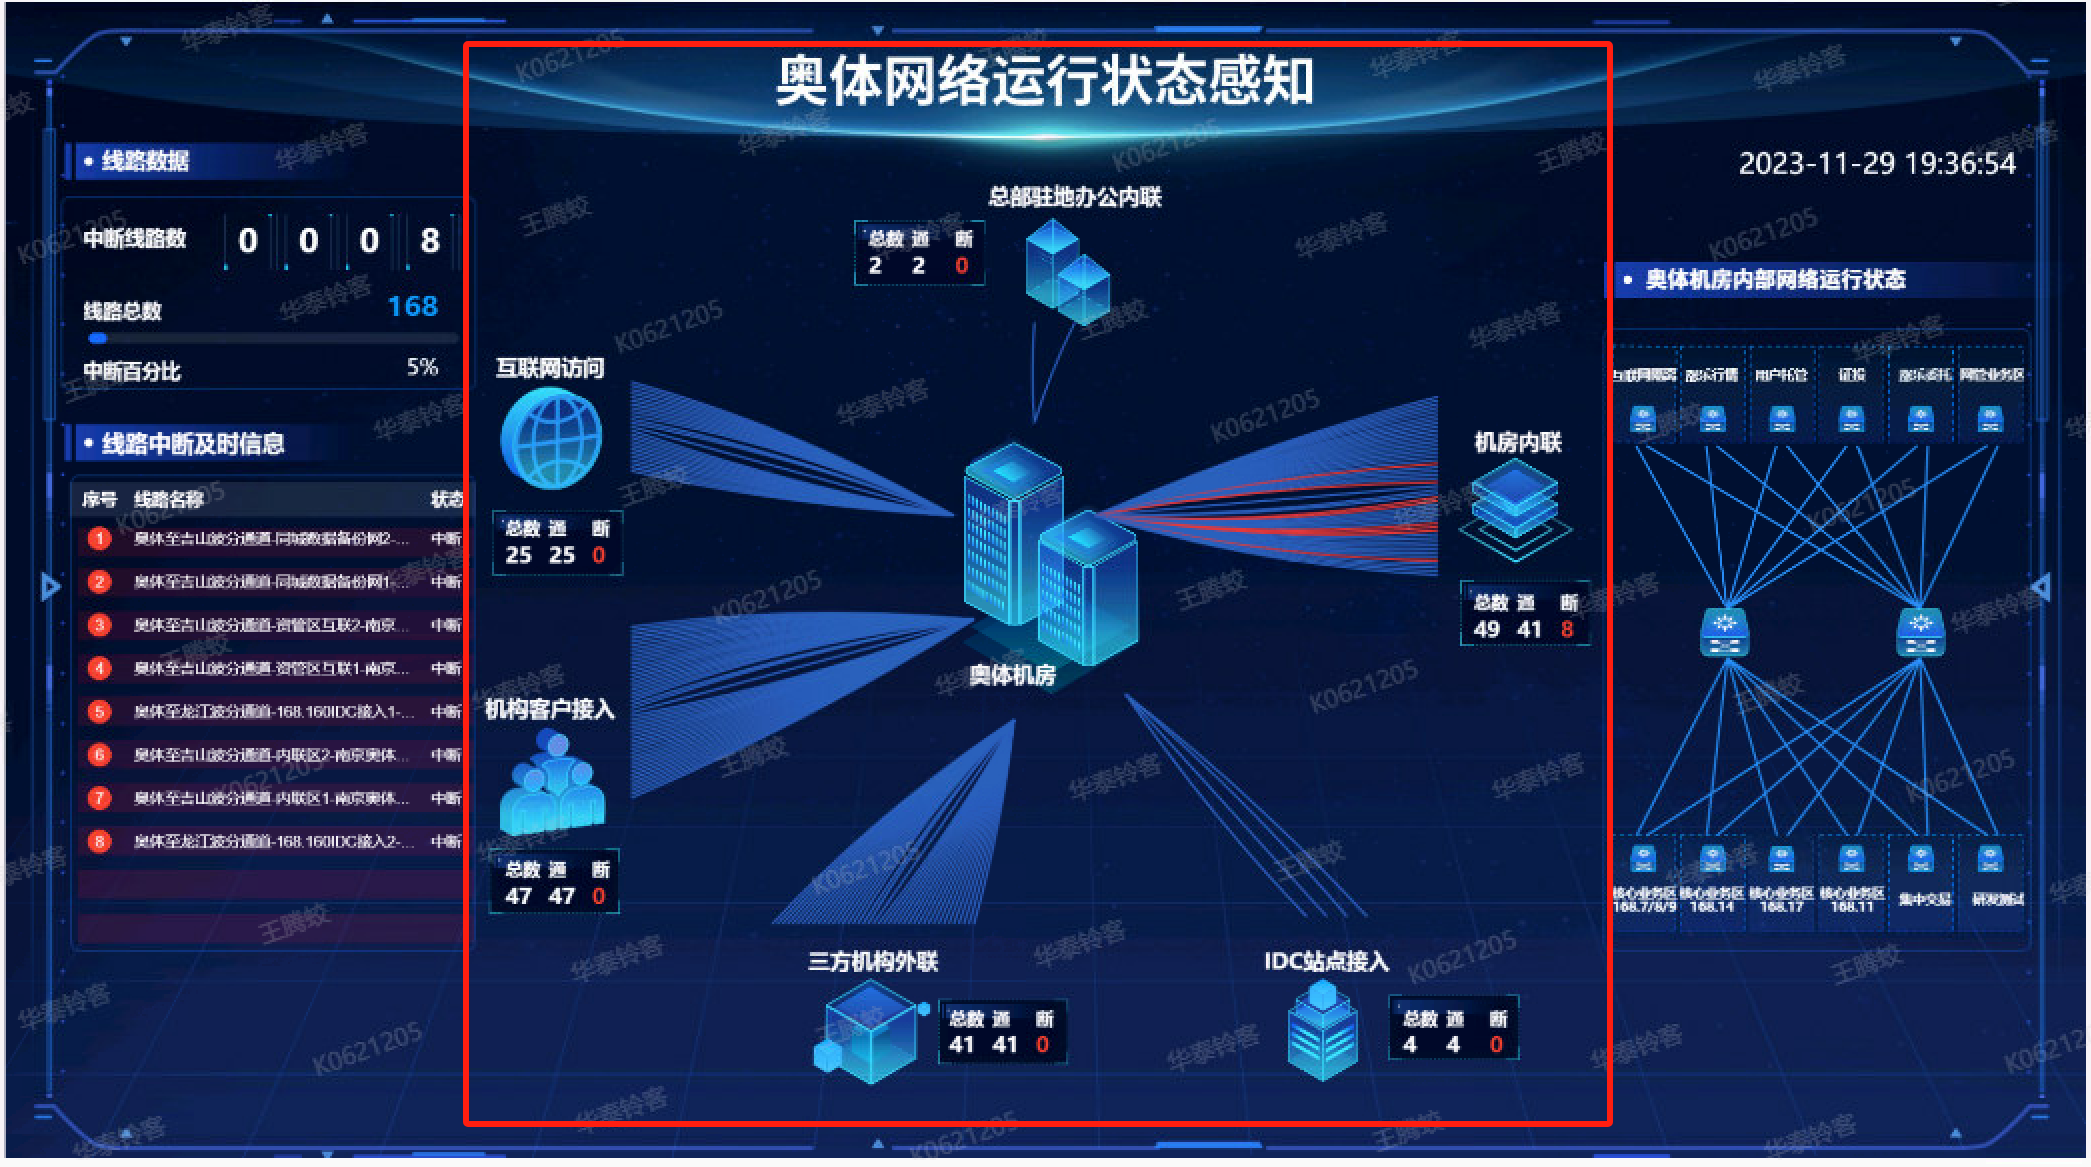 奥体网络运行状态感知
2023-11-29 19:36:54
线路数据
中断线路数 0 0 0 8
线路总数 168
中断百分比 5%
线路中断及时信息
序号 线路名称 状态
1 奥体至吉山波分通道-同城数据备份网2-... 中断
2 奥体至吉山波分通道-同城数据备份网1-... 中断
3 奥体至吉山波分通道-资管区互联2-南京... 中断
4 奥体至吉山波分通道-资管区互联1-南京... 中断
5 奥体至龙江波分通道-168.160IDC接入1-... 中断
6 奥体至吉山波分通道-内联区2-南京奥体... 中断
7 奥体至吉山波分通道-内联区1-南京奥体... 中断
8 奥体至龙江波分通道-168.160IDC接入2-... 中断
总部驻地办公内联
总数 通 断
2 2 0
互联网访问
总数 通 断
25 25 0
机房内联
总数 通 断
49 41 8
奥体机房
机构客户接入
总数 通 断
47 47 0
三方机构外联
总数 通 断
41 41 0
IDC站点接入
总数 通 断
4 4 0
奥体机房内部网络运行状态
用户托管
网管业务区
核心业务区
168.7/8/9
核心业务区
168.14
核心业务区
168.17
核心业务区
168.11
集中交易
研发测试
华泰铃客
K0621205
王腾蛟